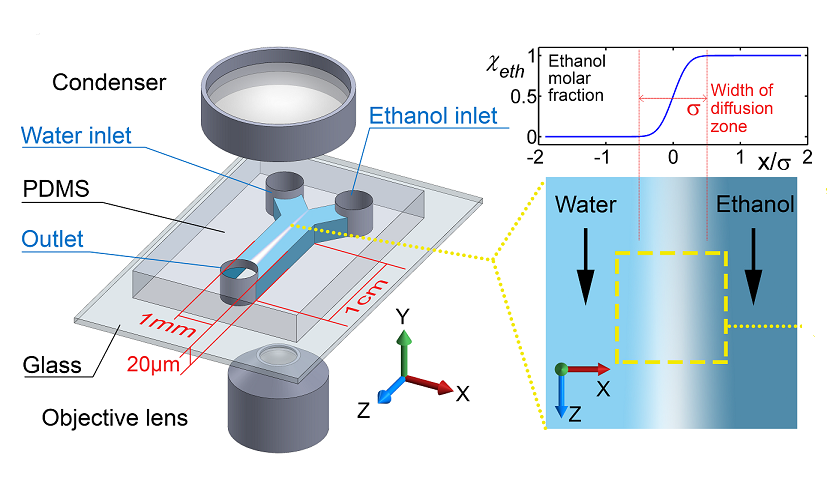 Condenser
Water inlet
Ethanol inlet
PDMS
Outlet
1cm
1mm
20μm
Glass
Objective lens
Y
X
Z
χeth
1
0.5
0
Ethanol
molar
fraction
Width of
diffusion
zone
σ
-2
-1
0
1
2
x/σ
Water
Ethanol
X
Z